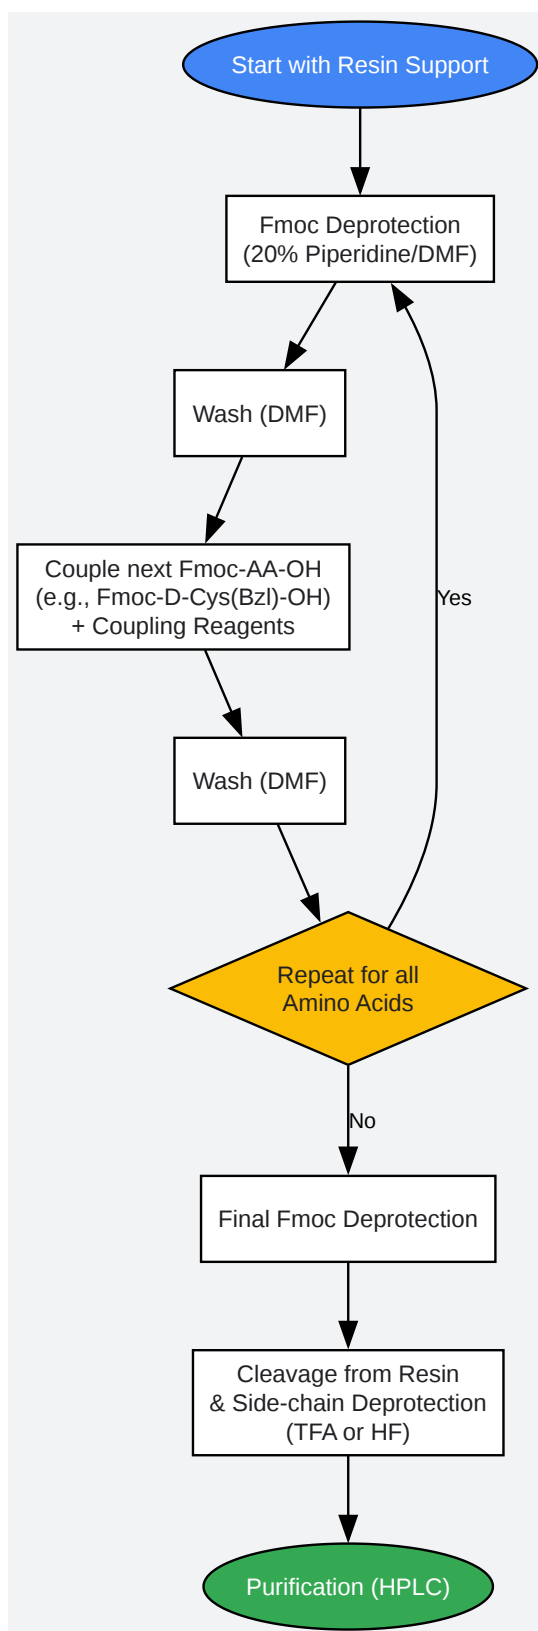 Start with Resin Support
Fmoc Deprotection
(20% Piperidine/DMF)
Wash (DMF)
Couple next Fmoc-AA-OH
(e.g., Fmoc-D-Cys(Bzl)-OH)
+ Coupling Reagents
Yes
Wash (DMF)
Repeat for all
Amino Acids
No
Final Fmoc Deprotection
Cleavage from Resin
& Side-chain Deprotection
(TFA or HF)
Purification (HPLC)